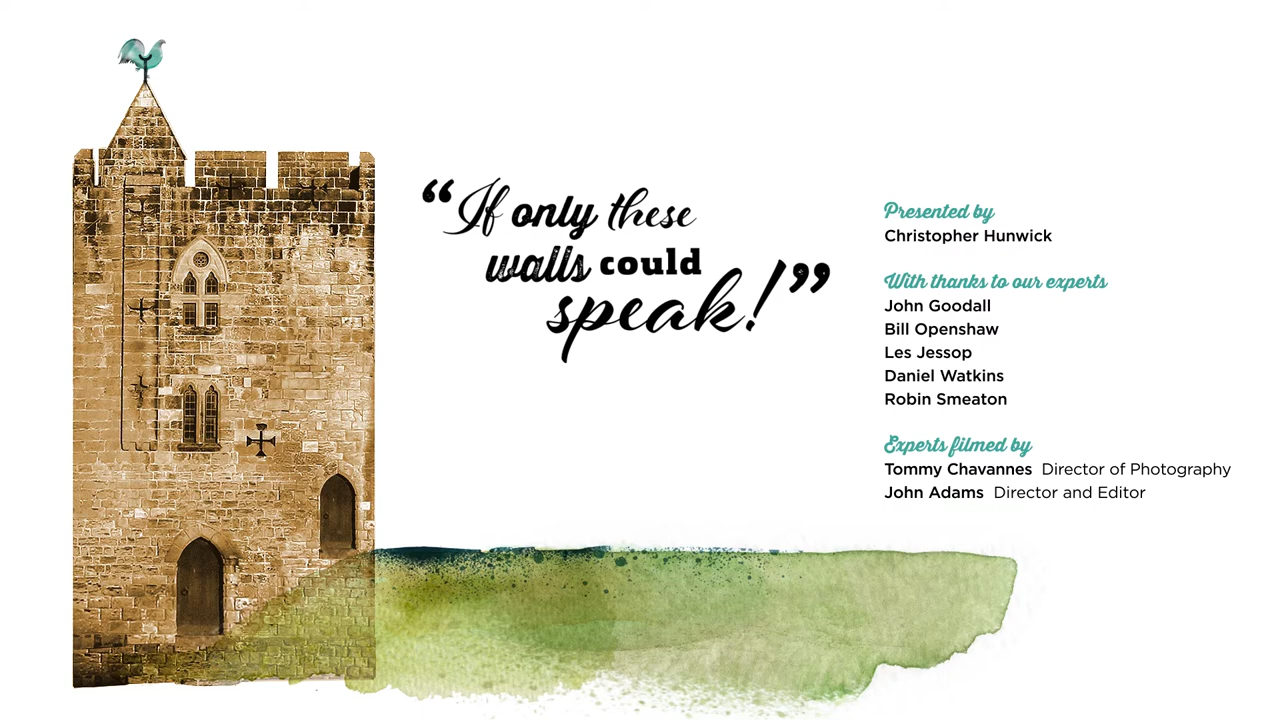 “If only these
walls could
speak!”
Presented by
Christopher Hunwick
With thanks to our experts
John Goodall
Bill Openshaw
Les Jessop
Daniel Watkins
Robin Smeaton
Experts filmed by
Tommy Chavannes Director of Photography
John Adams Director and Editor